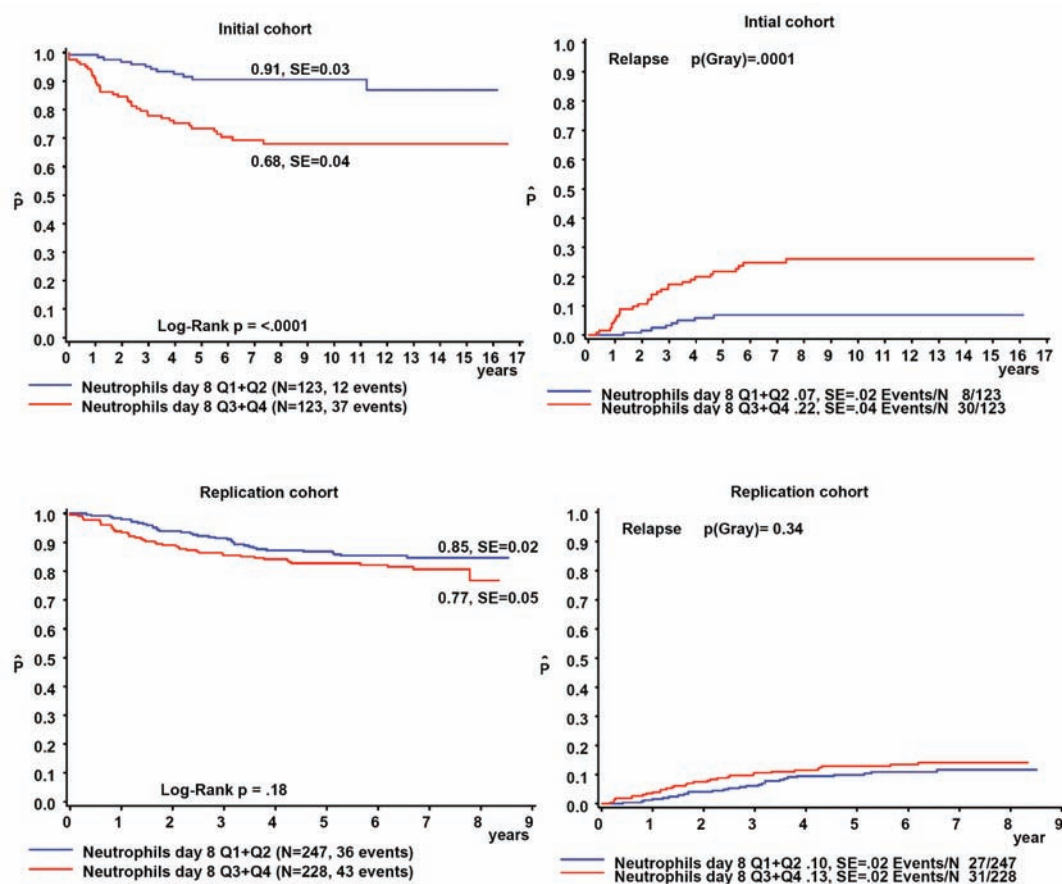 Initial cohort
1.0
0.9
0.8
0.7
0.6
0.5
0.4
0.3
0.2
0.1
0.0
P̂
0.91, SE=0.03
0.68, SE=0.04
Log-Rank p = <.0001
0 1 2 3 4 5 6 7 8 9 10 11 12 13 14 15 16 17
years
Neutrophils day 8 Q1+Q2 (N=123, 12 events)
Neutrophils day 8 Q3+Q4 (N=123, 37 events)
Intial cohort
Relapse p(Gray)=.0001
1.0
0.9
0.8
0.7
0.6
0.5
0.4
0.3
0.2
0.1
0.0
P̂
0 1 2 3 4 5 6 7 8 9 10 11 12 13 14 15 16 17
years
Neutrophils day 8 Q1+Q2 .07, SE=.02 Events/N 8/123
Neutrophils day 8 Q3+Q4 .22, SE=.04 Events/N 30/123
Replication cohort
1.0
0.9
0.8
0.7
0.6
0.5
0.4
0.3
0.2
0.1
0.0
P̂
0.85, SE=0.02
0.77, SE=0.05
Log-Rank p = .18
0 1 2 3 4 5 6 7 8 9
years
Neutrophils day 8 Q1+Q2 (N=247, 36 events)
Neutrophils day 8 Q3+Q4 (N=228, 43 events)
Replication cohort
Relapse p(Gray)= 0.34
1.0
0.9
0.8
0.7
0.6
0.5
0.4
0.3
0.2
0.1
0.0
P̂
0 1 2 3 4 5 6 7 8 9
year
Neutrophils day 8 Q1+Q2 .10, SE=.02 Events/N 27/247
Neutrophils day 8 Q3+Q4 .13, SE=.02 Events/N 31/228